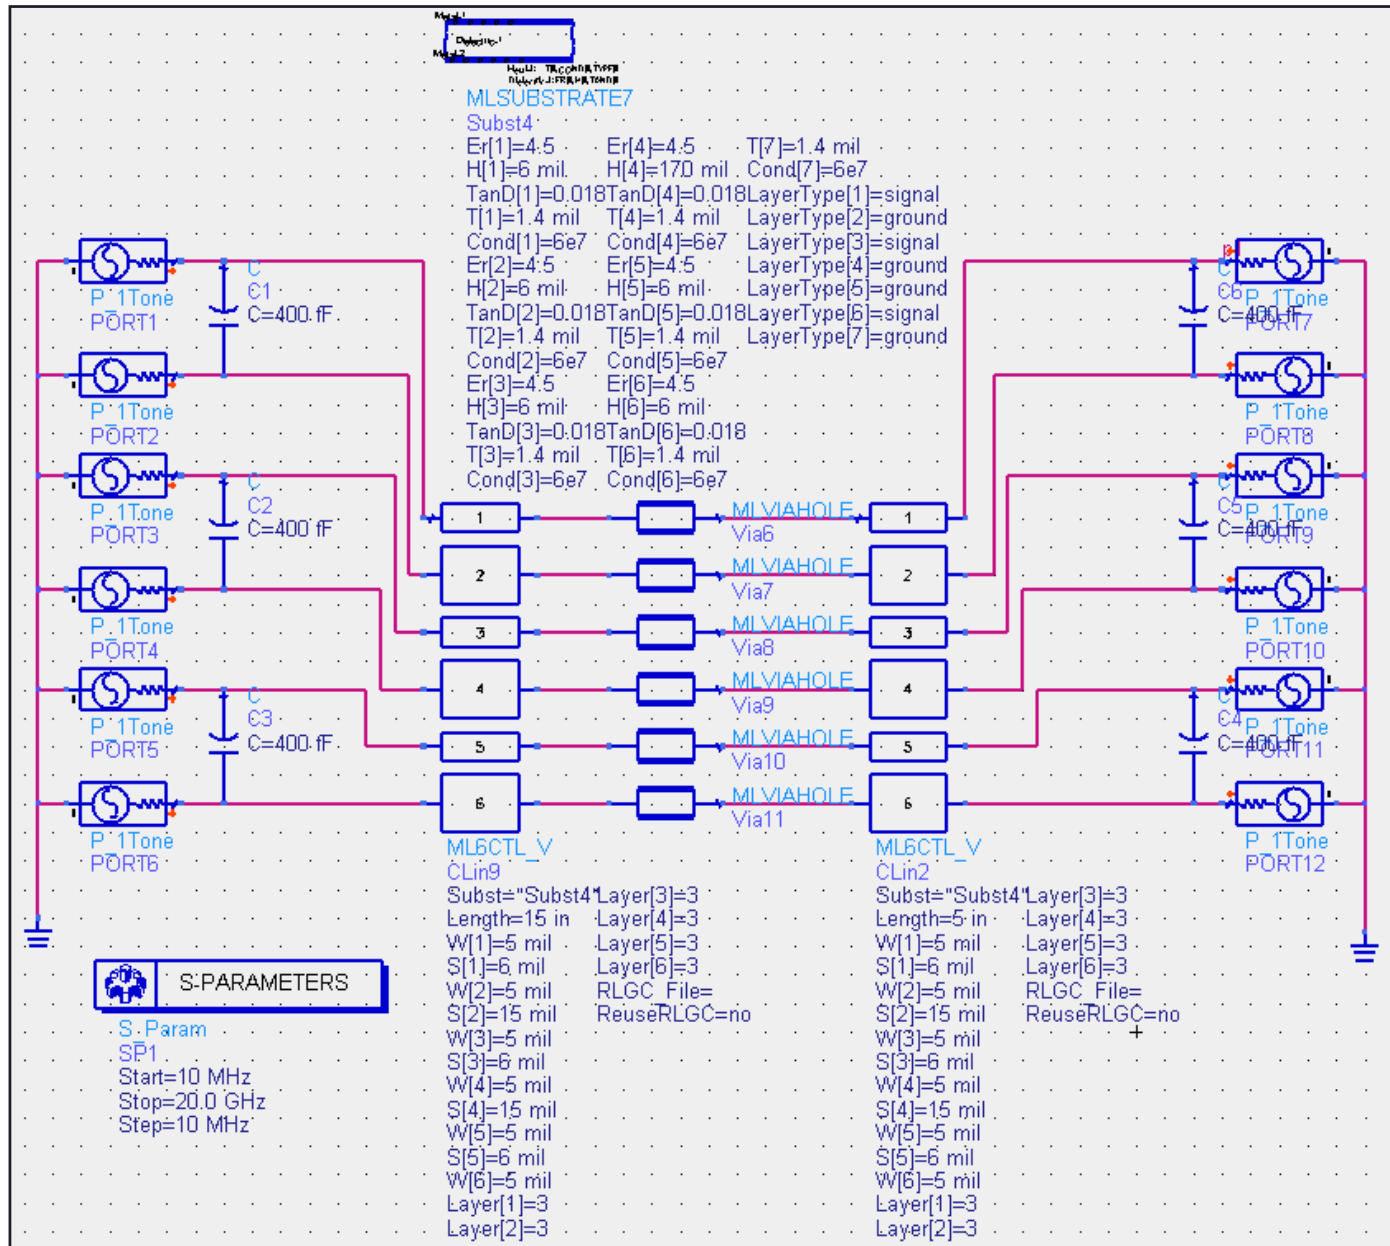 MLSUBSTRATE7
Subst4
Er[1]=4.5 Er[4]=4.5 T[7]=1.4 mil
H[1]=6 mil H[4]=170 mil Cond[7]=6e7
TanD[1]=0.018 TanD[4]=0.018 LayerType[1]=signal
T[1]=1.4 mil T[4]=1.4 mil LayerType[2]=ground
Cond[1]=6e7 Cond[4]=6e7 LayerType[3]=signal
Er[2]=4.5 Er[5]=4.5 LayerType[4]=ground
H[2]=6 mil H[5]=6 mil LayerType[5]=ground
TanD[2]=0.018 TanD[5]=0.018 LayerType[6]=signal
T[2]=1.4 mil T[5]=1.4 mil LayerType[7]=ground
Cond[2]=6e7 Cond[5]=6e7
Er[3]=4.5 Er[6]=4.5
H[3]=6 mil H[6]=6 mil
TanD[3]=0.018 TanD[6]=0.018
T[3]=1.4 mil T[6]=1.4 mil
Cond[3]=6e7 Cond[6]=6e7
P_1Tone
PORT1
C
C1
C=400 fF
P_1Tone
PORT2
P_1Tone
PORT3
C
C2
C=400 fF
P_1Tone
PORT4
P_1Tone
PORT5
C
C3
C=400 fF
P_1Tone
PORT6
1
2
3
4
5
6
MLVIAHOLE
Via6
MLVIAHOLE
Via7
MLVIAHOLE
Via8
MLVIAHOLE
Via9
MLVIAHOLE
Via10
MLVIAHOLE
Via11
1
2
3
4
5
6
C
C6
C=400 fF
P_1Tone
PORT7
P_1Tone
PORT8
C
C5
C=400 fF
P_1Tone
PORT9
P_1Tone
PORT10
C
C4
C=400 fF
P_1Tone
PORT11
P_1Tone
PORT12
ML6CTL_V
CLin9
Subst="Subst4" Layer[3]=3
Length=15 in Layer[4]=3
W[1]=5 mil Layer[5]=3
S[1]=6 mil Layer[6]=3
W[2]=5 mil RLGC_File=
S[2]=15 mil ReuseRLGC=no
W[3]=5 mil
S[3]=6 mil
W[4]=5 mil
S[4]=15 mil
W[5]=5 mil
S[5]=6 mil
W[6]=5 mil
Layer[1]=3
Layer[2]=3
ML6CTL_V
CLin2
Subst="Subst4" Layer[3]=3
Length=5 in Layer[4]=3
W[1]=5 mil Layer[5]=3
S[1]=6 mil Layer[6]=3
W[2]=5 mil RLGC_File=
S[2]=15 mil ReuseRLGC=no
W[3]=5 mil
S[3]=6 mil
W[4]=5 mil
S[4]=15 mil
W[5]=5 mil
S[5]=6 mil
W[6]=5 mil
Layer[1]=3
Layer[2]=3
S-PARAMETERS
S_Param
SP1
Start=10 MHz
Stop=20.0 GHz
Step=10 MHz